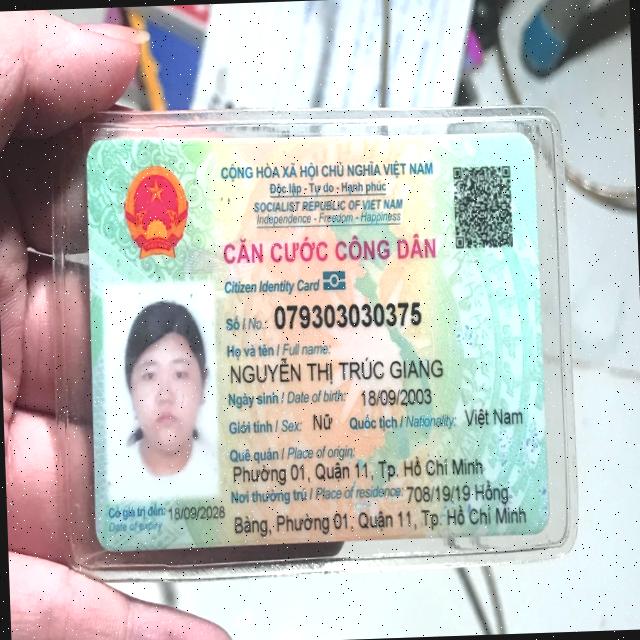 CỘNG HÒA XÃ HỘI CHỦ NGHĨA VIỆT NAM
Độc lập - Tự do - Hạnh phúc
SOCIALIST REPUBLIC OF VIET NAM
Independence - Freedom - Happiness
CĂN CƯỚC CÔNG DÂN
Citizen Identity Card
Số / No.: 079303030375
Họ và tên / Full name:
NGUYỄN THỊ TRÚC GIANG
Ngày sinh / Date of birth: 18/09/2003
Giới tính / Sex: Nữ Quốc tịch / Nationality: Việt Nam
Quê quán / Place of origin:
Phường 01, Quận 11, Tp. Hồ Chí Minh
Nơi thường trú / Place of residence: 708/19/19 Hồng
Bàng, Phường 01, Quận 11, Tp. Hồ Chí Minh
Có giá trị đến: 18/09/2028
Date of expiry